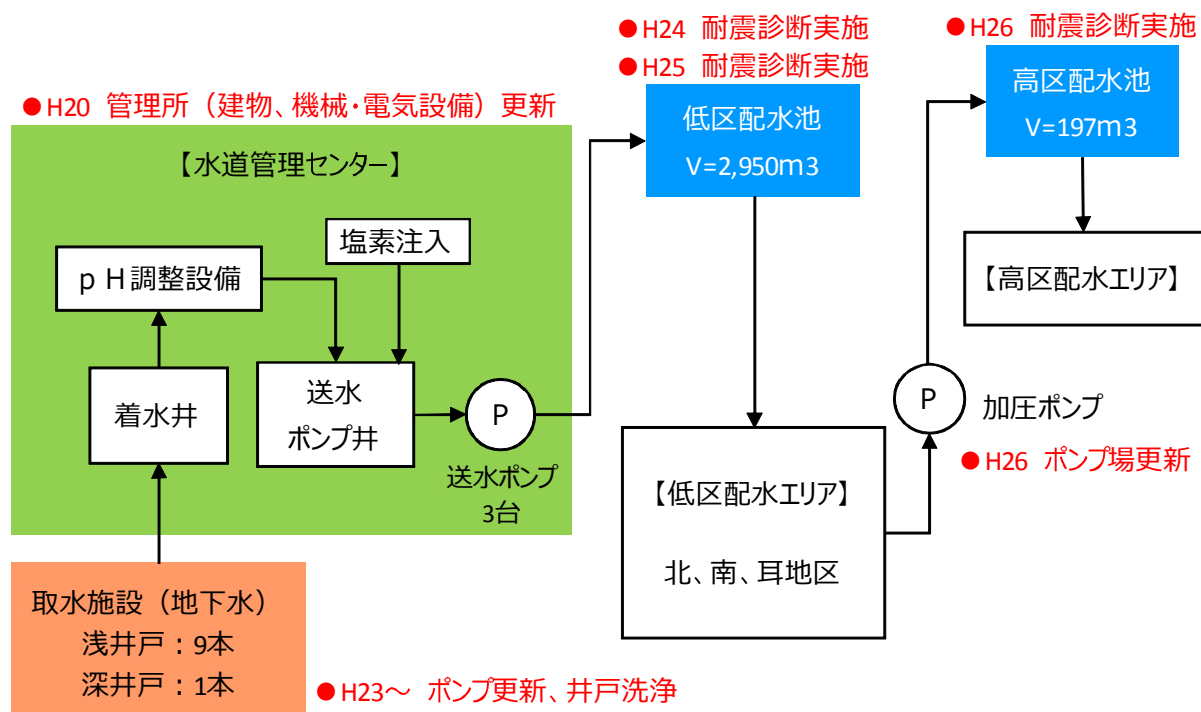 ●H24 耐震診断実施
●H25 耐震診断実施
●H26 耐震診断実施
●H20 管理所（建物、機械・電気設備）更新
【水道管理センター】
塩素注入
ｐＨ調整設備
着水井
送水
ポンプ井
P
送水ポンプ
3台
低区配水池
V=2,950m3
高区配水池
V=197m3
【高区配水エリア】
P
加圧ポンプ
●H26 ポンプ場更新
【低区配水エリア】
北、南、耳地区
取水施設（地下水）
浅井戸：9本
深井戸：1本
●H23～ ポンプ更新、井戸洗浄